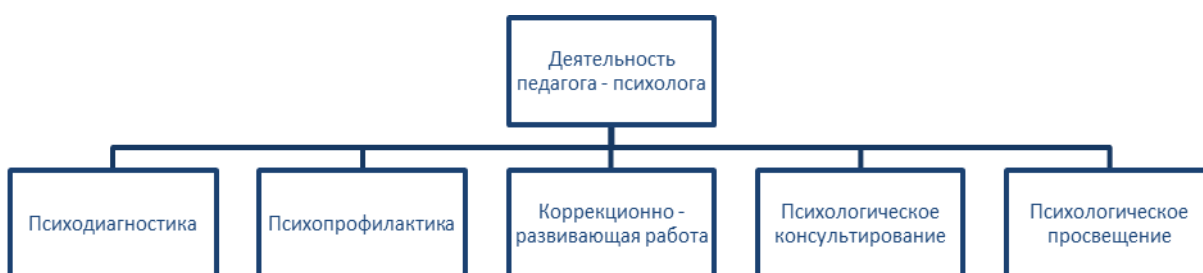 Деятельность
педагога - психолога
Психодиагностика
Психопрофилактика
Коррекционно -
развивающая работа
Психологическое
консультирование
Психологическое
просвещение